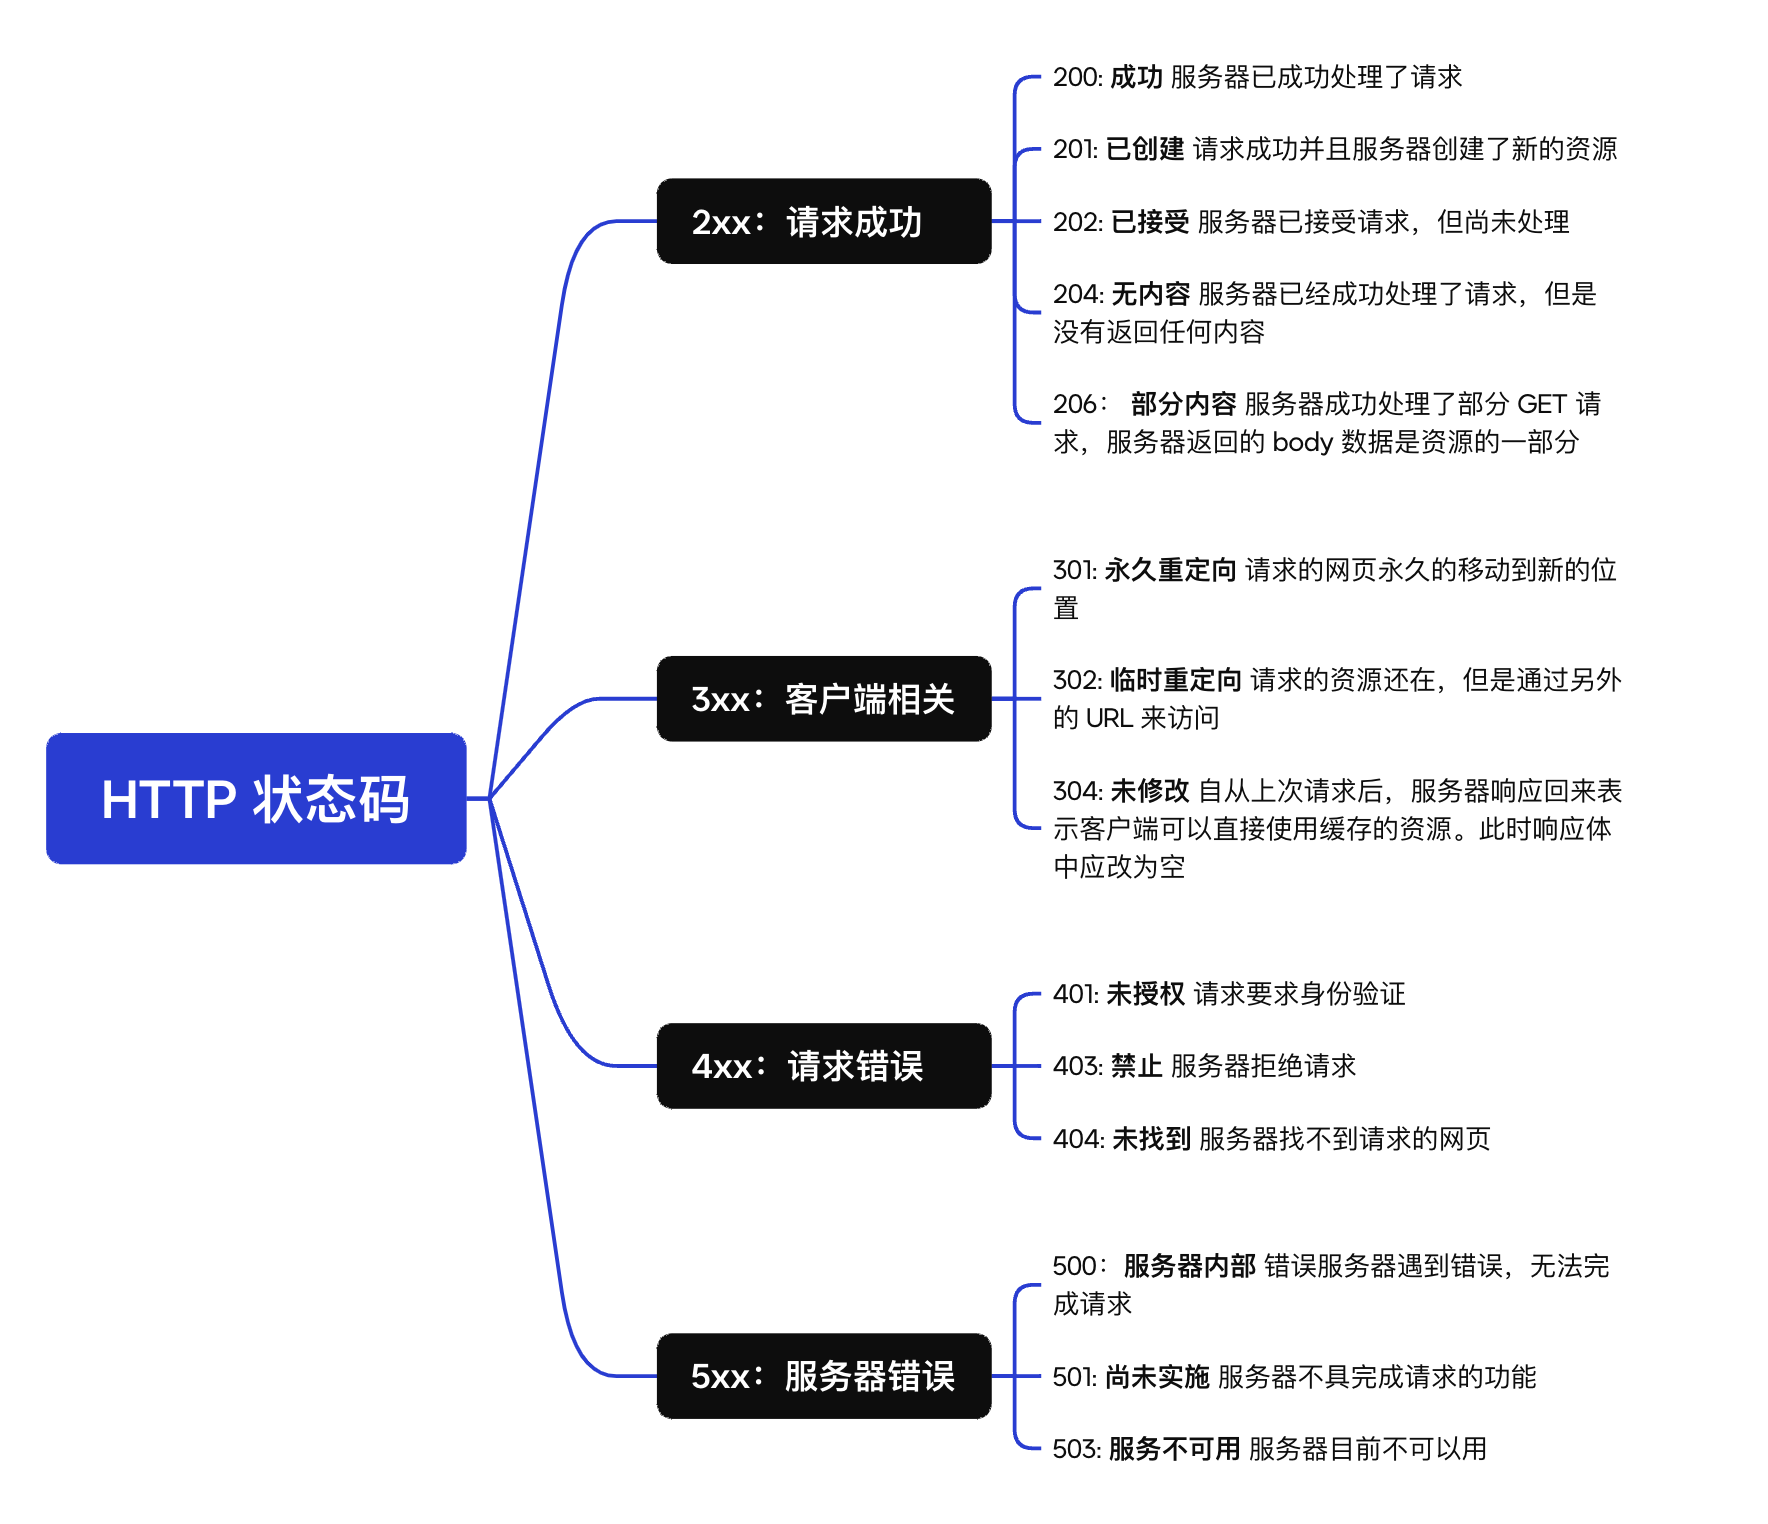 HTTP 状态码
2xx：请求成功
200: 成功 服务器已成功处理了请求
201: 已创建 请求成功并且服务器创建了新的资源
202: 已接受 服务器已接受请求，但尚未处理
204: 无内容 服务器已经成功处理了请求，但是
没有返回任何内容
206： 部分内容 服务器成功处理了部分 GET 请
求，服务器返回的 body 数据是资源的一部分
3xx：客户端相关
301: 永久重定向 请求的网页永久的移动到新的位
置
302: 临时重定向 请求的资源还在，但是通过另外
的 URL 来访问
304: 未修改 自从上次请求后，服务器响应回来表
示客户端可以直接使用缓存的资源。此时响应体
中应改为空
4xx：请求错误
401: 未授权 请求要求身份验证
403: 禁止 服务器拒绝请求
404: 未找到 服务器找不到请求的网页
5xx：服务器错误
500：服务器内部 错误服务器遇到错误，无法完
成请求
501: 尚未实施 服务器不具完成请求的功能
503: 服务不可用 服务器目前不可以用